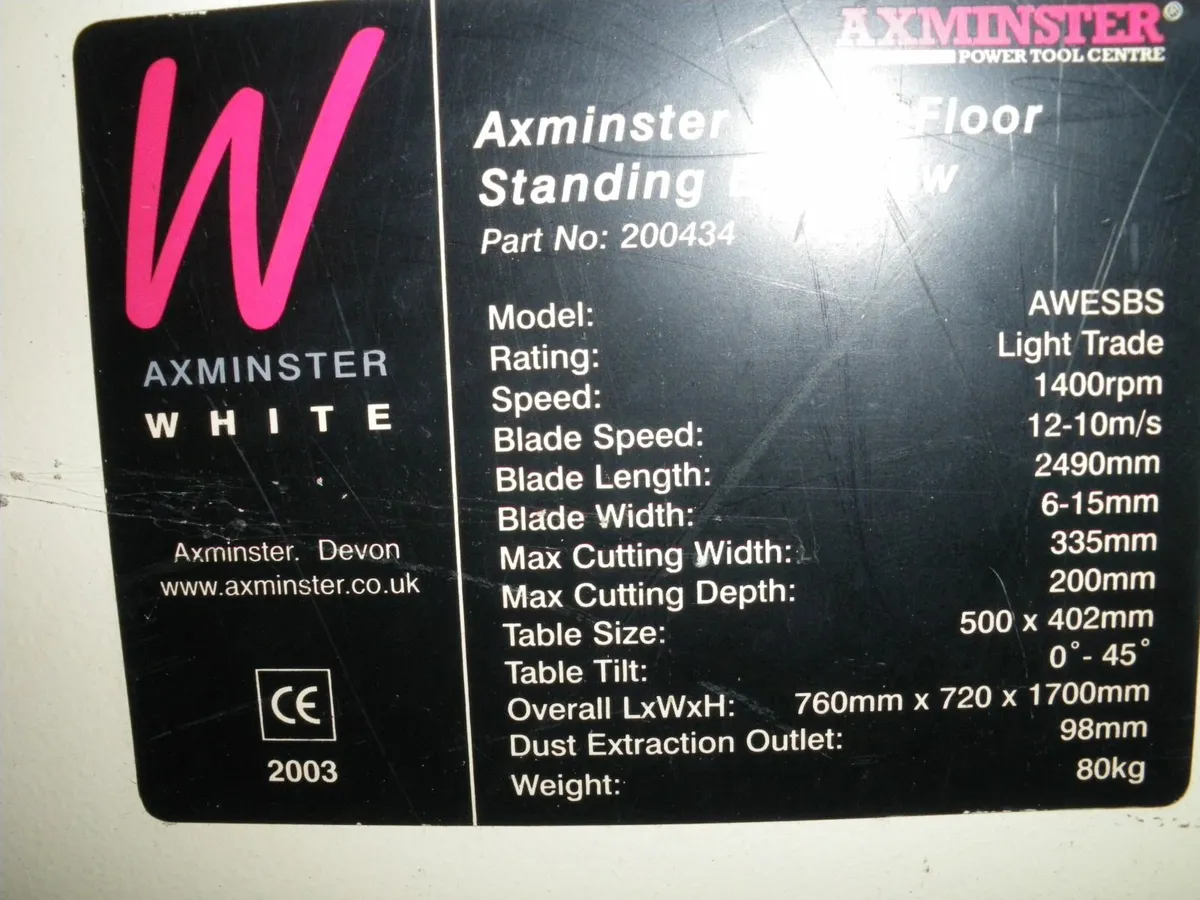 W
AXMINSTER
WHITE
Axminster. Devon
www.axminster.co.uk
CE
2003
AXMINSTER®
POWER TOOL CENTRE
Axminster Floor
Standing
Part No: 200434
Model: AWESBS
Rating: Light Trade
Speed: 1400rpm
Blade Speed: 12-10m/s
Blade Length: 2490mm
Blade Width: 6-15mm
Max Cutting Width: 335mm
Max Cutting Depth: 200mm
Table Size: 500 x 402mm
Table Tilt: 0°- 45°
Overall LxWxH: 760mm x 720 x 1700mm
Dust Extraction Outlet: 98mm
Weight: 80kg